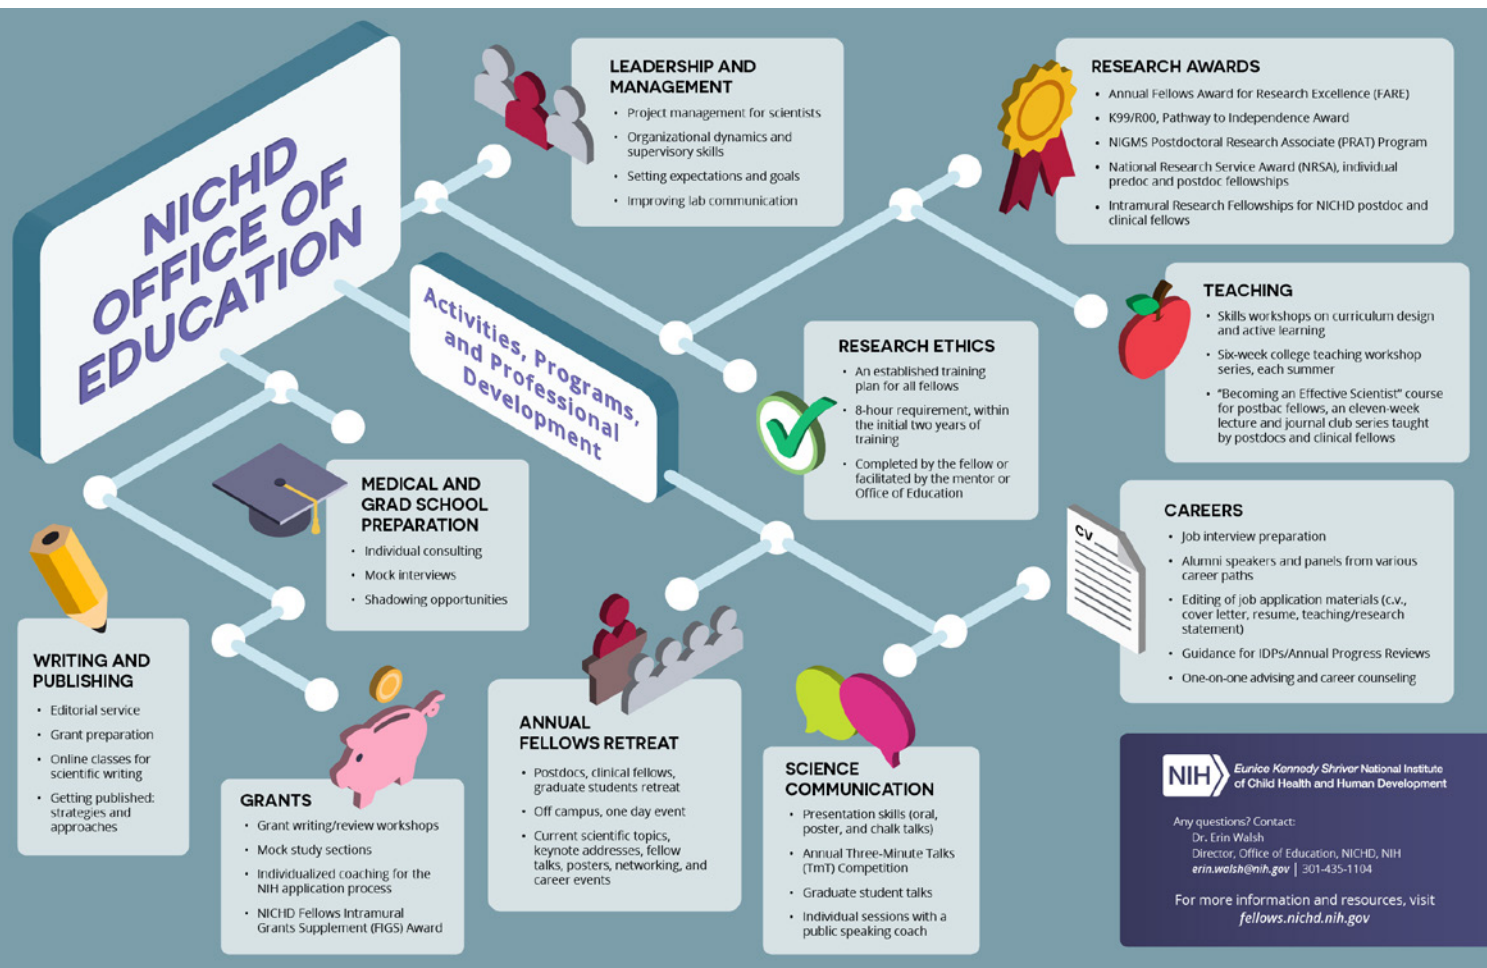 NICHD
OFFICE OF
EDUCATION
Activities, Programs,
and Professional
Development
LEADERSHIP AND
MANAGEMENT
• Project management for scientists
• Organizational dynamics and
supervisory skills
• Setting expectations and goals
• Improving lab communication
RESEARCH AWARDS
• Annual Fellows Award for Research Excellence (FARE)
• K99/R00, Pathway to Independence Award
• NIGMS Postdoctoral Research Associate (PRAT) Program
• National Research Service Award (NRSA), individual
predoc and postdoc fellowships
• Intramural Research Fellowships for NICHD postdoc and
clinical fellows
TEACHING
• Skills workshops on curriculum design
and active learning
• Six-week college teaching workshop
series, each summer
• "Becoming an Effective Scientist" course
for postbac fellows, an eleven-week
lecture and journal club series taught
by postdocs and clinical fellows
RESEARCH ETHICS
• An established training
plan for all fellows
• 8-hour requirement, within
the initial two years of
training
• Completed by the fellow or
facilitated by the mentor or
Office of Education
MEDICAL AND
GRAD SCHOOL
PREPARATION
• Individual consulting
• Mock interviews
• Shadowing opportunities
CV
CAREERS
• Job interview preparation
• Alumni speakers and panels from various
career paths
• Editing of job application materials (c.v.,
cover letter, resume, teaching/research
statement)
• Guidance for IDPs/Annual Progress Reviews
• One-on-one advising and career counseling
WRITING AND
PUBLISHING
• Editorial service
• Grant preparation
• Online classes for
scientific writing
• Getting published:
strategies and
approaches
GRANTS
• Grant writing/review workshops
• Mock study sections
• Individualized coaching for the
NIH application process
• NICHD Fellows Intramural
Grants Supplement (FIGS) Award
ANNUAL
FELLOWS RETREAT
• Postdocs, clinical fellows,
graduate students retreat
• Off campus, one day event
• Current scientific topics,
keynote addresses, fellow
talks, posters, networking, and
career events
SCIENCE
COMMUNICATION
• Presentation skills (oral,
poster, and chalk talks)
• Annual Three-Minute Talks
(TmT) Competition
• Graduate student talks
• Individual sessions with a
public speaking coach
NIH
Eunice Kennedy Shriver National Institute
of Child Health and Human Development
Any questions? Contact:
Dr. Erin Walsh
Director, Office of Education, NICHD, NIH
erin.walsh@nih.gov | 301-435-1104
For more information and resources, visit
fellows.nichd.nih.gov